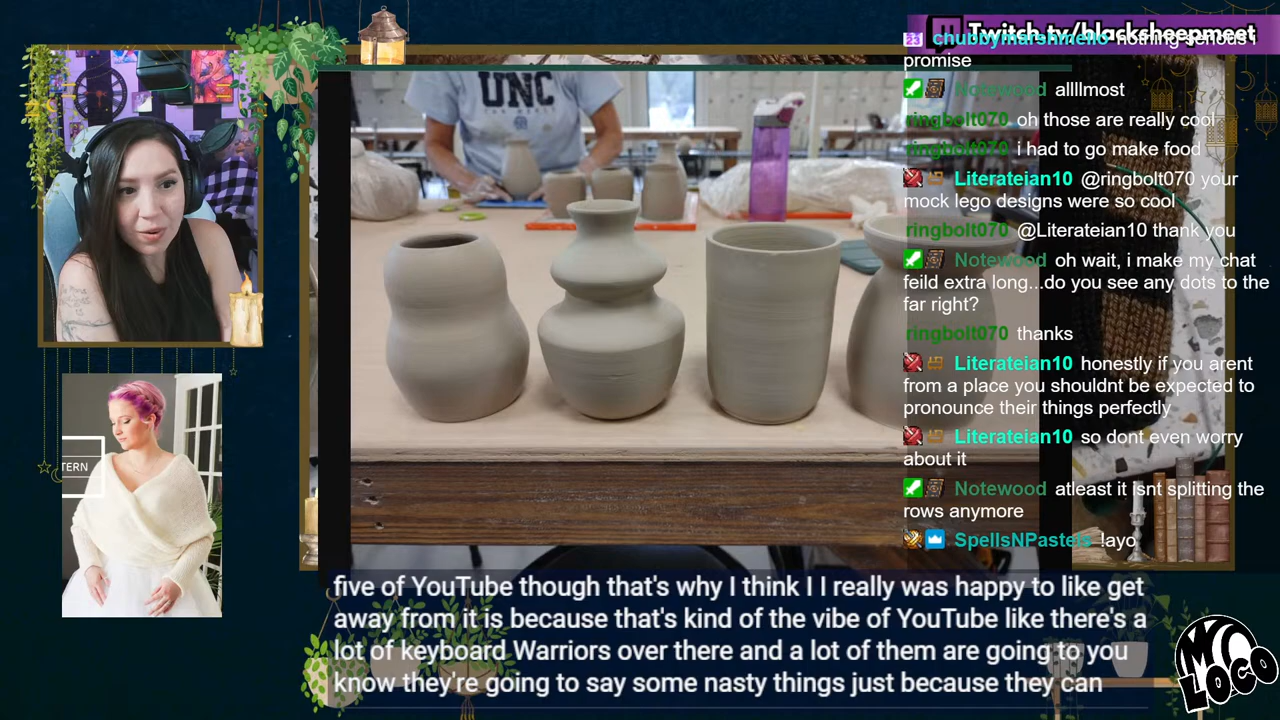 Twitch.tv/blacksheepmeet
23 chubbymarshmello nothing serious i
promise
Notewood allllmost
ringbolt070 oh those are really cool
ringbolt070 i had to go make food
Literateian10 @ringbolt070 your
mock lego designs were so cool
ringbolt070 @Literateian10 thank you
Notewood oh wait, i make my chat
feild extra long...do you see any dots to the
far right?
ringbolt070 thanks
Literateian10 honestly if you arent
from a place you shouldnt be expected to
pronounce their things perfectly
Literateian10 so dont even worry
about it
Notewood atleast it isnt splitting the
rows anymore
SpellsNPastels !ayo
UNC
TERN
five of YouTube though that's why I think I I really was happy to like get
away from it is because that's kind of the vibe of YouTube like there's a
lot of keyboard Warriors over there and a lot of them are going to you
know they're going to say some nasty things just because they can
MC
LOCO